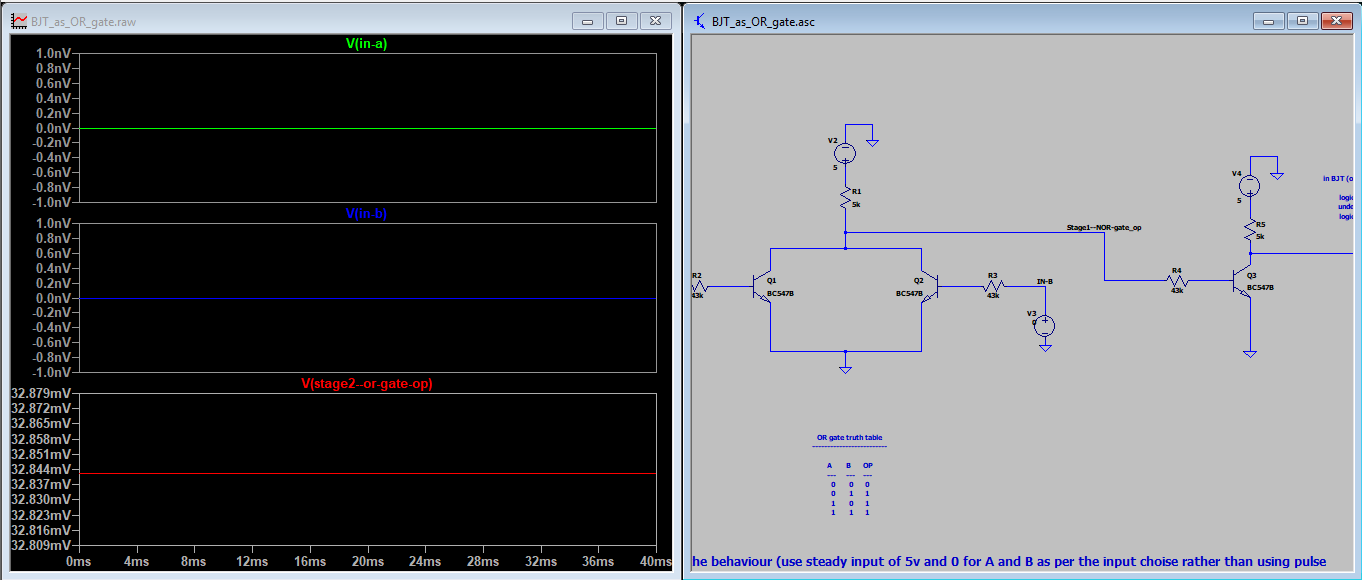 BJT_as_OR_gate.raw
V(in-a)
1.0nV
0.8nV
0.6nV
0.4nV
0.2nV
0.0nV
-0.2nV
-0.4nV
-0.6nV
-0.8nV
-1.0nV
V(in-b)
1.0nV
0.8nV
0.6nV
0.4nV
0.2nV
0.0nV
-0.2nV
-0.4nV
-0.6nV
-0.8nV
-1.0nV
V(stage2--or-gate-op)
32.879mV
32.872mV
32.865mV
32.858mV
32.851mV
32.844mV
32.837mV
32.830mV
32.823mV
32.816mV
32.809mV
0ms 4ms 8ms 12ms 16ms 20ms 24ms 28ms 32ms 36ms 40ms
BJT_as_OR_gate.asc
V2
5
R1
5k
Stage1--NOR-gate_op
V4
5
R5
5k
in BJT (o
logic
unde
logic
R2
43k
Q1
BC547B
Q2
BC547B
R3
43k
IN-B
V3
0
R4
43k
Q3
BC547B
OR gate truth table
-------------------------
A B OP
--- --- ---
0 0 0
0 1 1
1 0 1
1 1 1
he behaviour (use steady input of 5v and 0 for A and B as per the input choise rather than using pulse